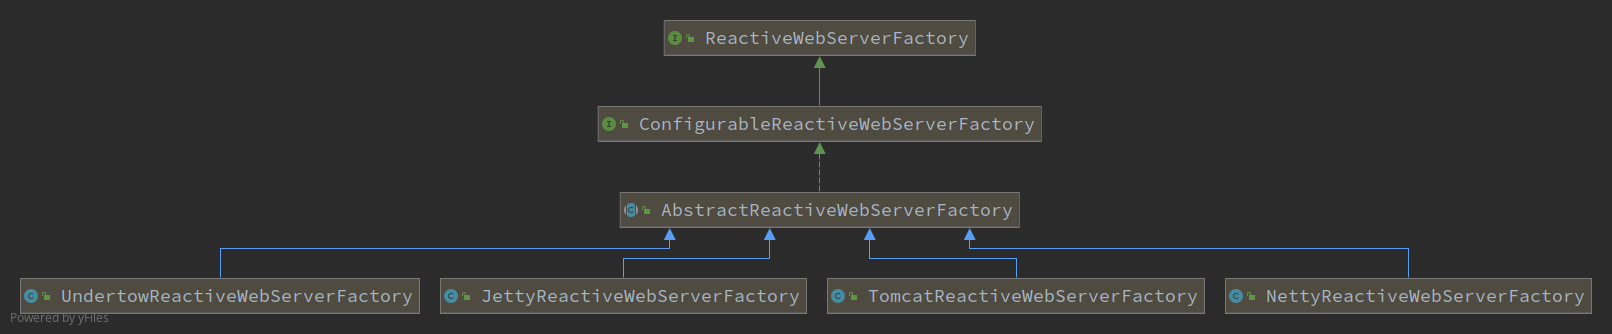 ReactiveWebServerFactory
ConfigurableReactiveWebServerFactory
AbstractReactiveWebServerFactory
UndertowReactiveWebServerFactory JettyReactiveWebServerFactory TomcatReactiveWebServerFactory NettyReactiveWebServerFactory
Powered by yFiles